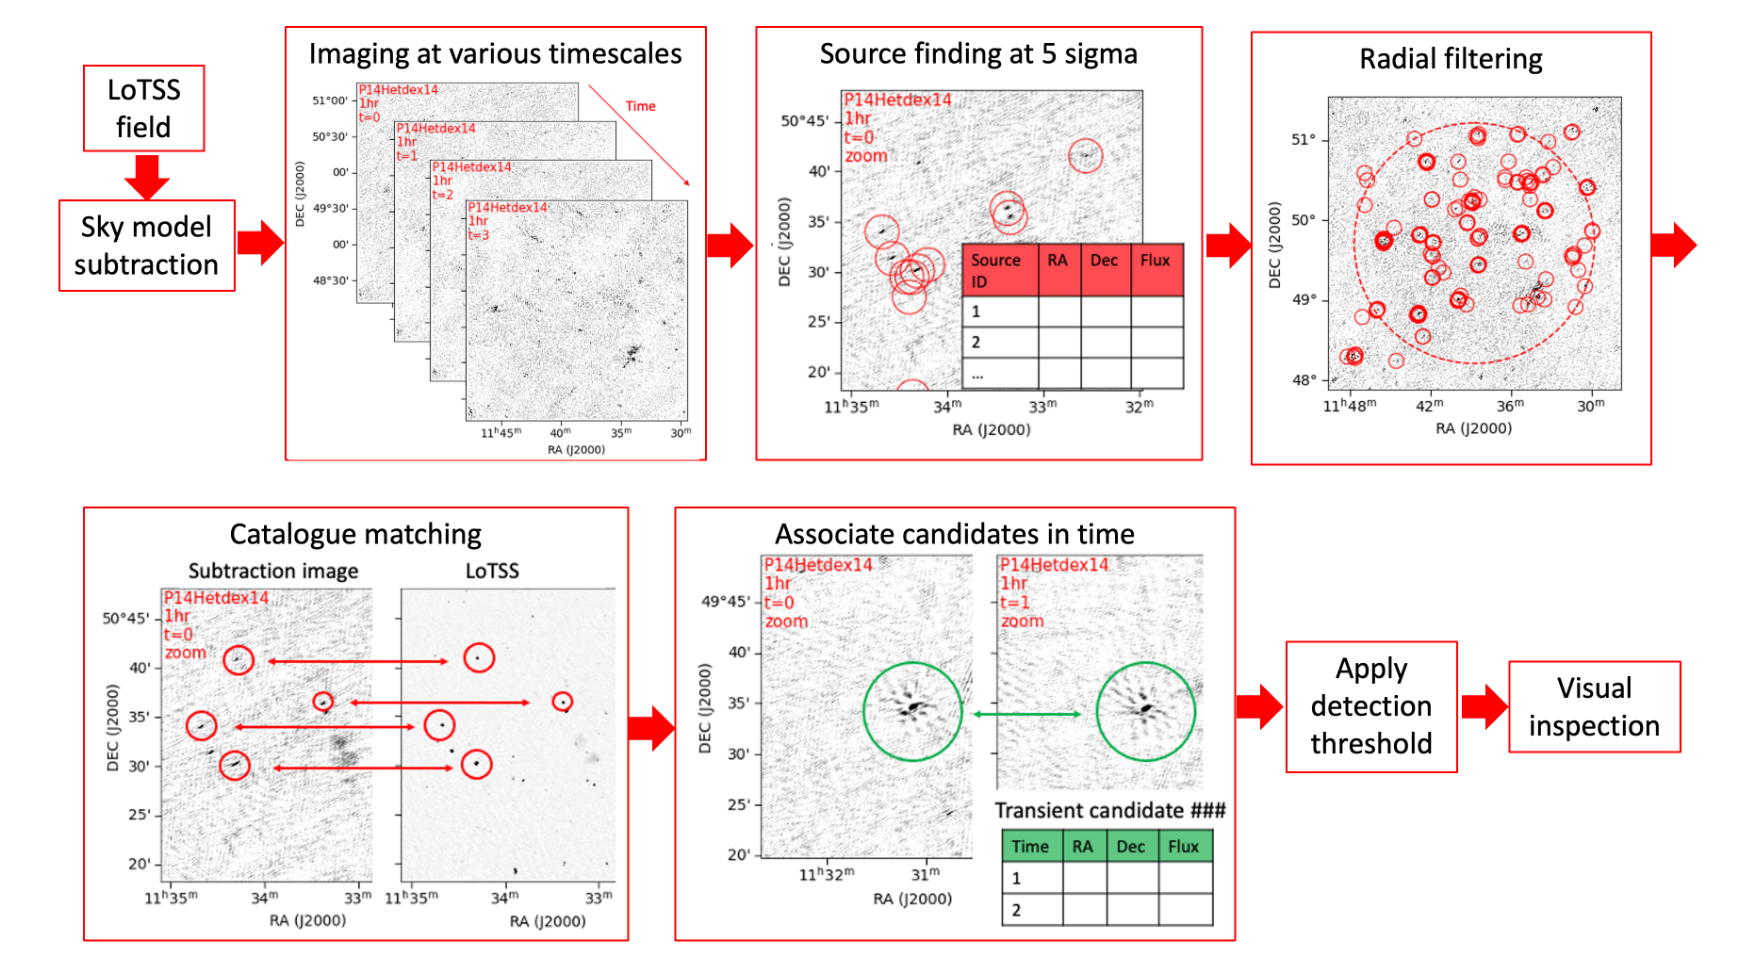 LoTSS
field
Sky model
subtraction
Imaging at various timescales
P14Hetdex14
1hr
t=0
P14Hetdex14
1hr
t=1
P14Hetdex14
1hr
t=2
P14Hetdex14
1hr
t=3
Time
51°00'
50°30'
00'
49°30'
00'
48°30'
DEC (J2000)
11ʰ45ᵐ 40ᵐ 35ᵐ 30ᵐ
RA (J2000)
Source finding at 5 sigma
P14Hetdex14
1hr
t=0
zoom
50°45'
40'
35'
30'
25'
20'
DEC (J2000)
Source ID RA Dec Flux
1
2
...
11ʰ35ᵐ 34ᵐ 33ᵐ 32ᵐ
RA (J2000)
Radial filtering
51°
50°
49°
48°
DEC (J2000)
11ʰ48ᵐ 42ᵐ 36ᵐ 30ᵐ
RA (J2000)
Catalogue matching
Subtraction image LoTSS
P14Hetdex14
1hr
t=0
zoom
50°45'
40'
35'
30'
25'
20'
DEC (J2000)
11ʰ35ᵐ 34ᵐ 33ᵐ
RA (J2000)
11ʰ35ᵐ 34ᵐ 33ᵐ
RA (J2000)
Associate candidates in time
P14Hetdex14
1hr
t=0
zoom
P14Hetdex14
1hr
t=1
zoom
49°45'
40'
35'
30'
25'
20'
DEC (J2000)
11ʰ32ᵐ 31ᵐ
RA (J2000)
Transient candidate ###
Time RA Dec Flux
1
2
Apply
detection
threshold
Visual
inspection